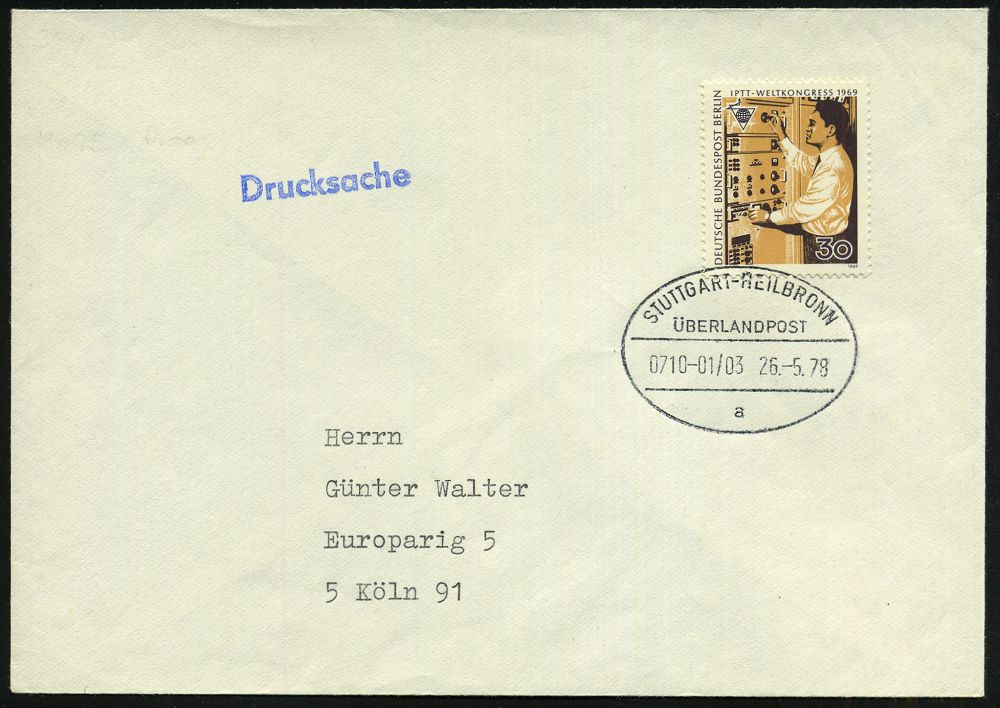 Drucksache
IPTT-WELTKONGRESS 1969
DEUTSCHE BUNDESPOST BERLIN
30
1969
STUTTGART-HEILBRONN
ÜBERLANDPOST
0710-01/03 26.-5.78
a
Herrn
Günter Walter
Europarig 5
5 Köln 91